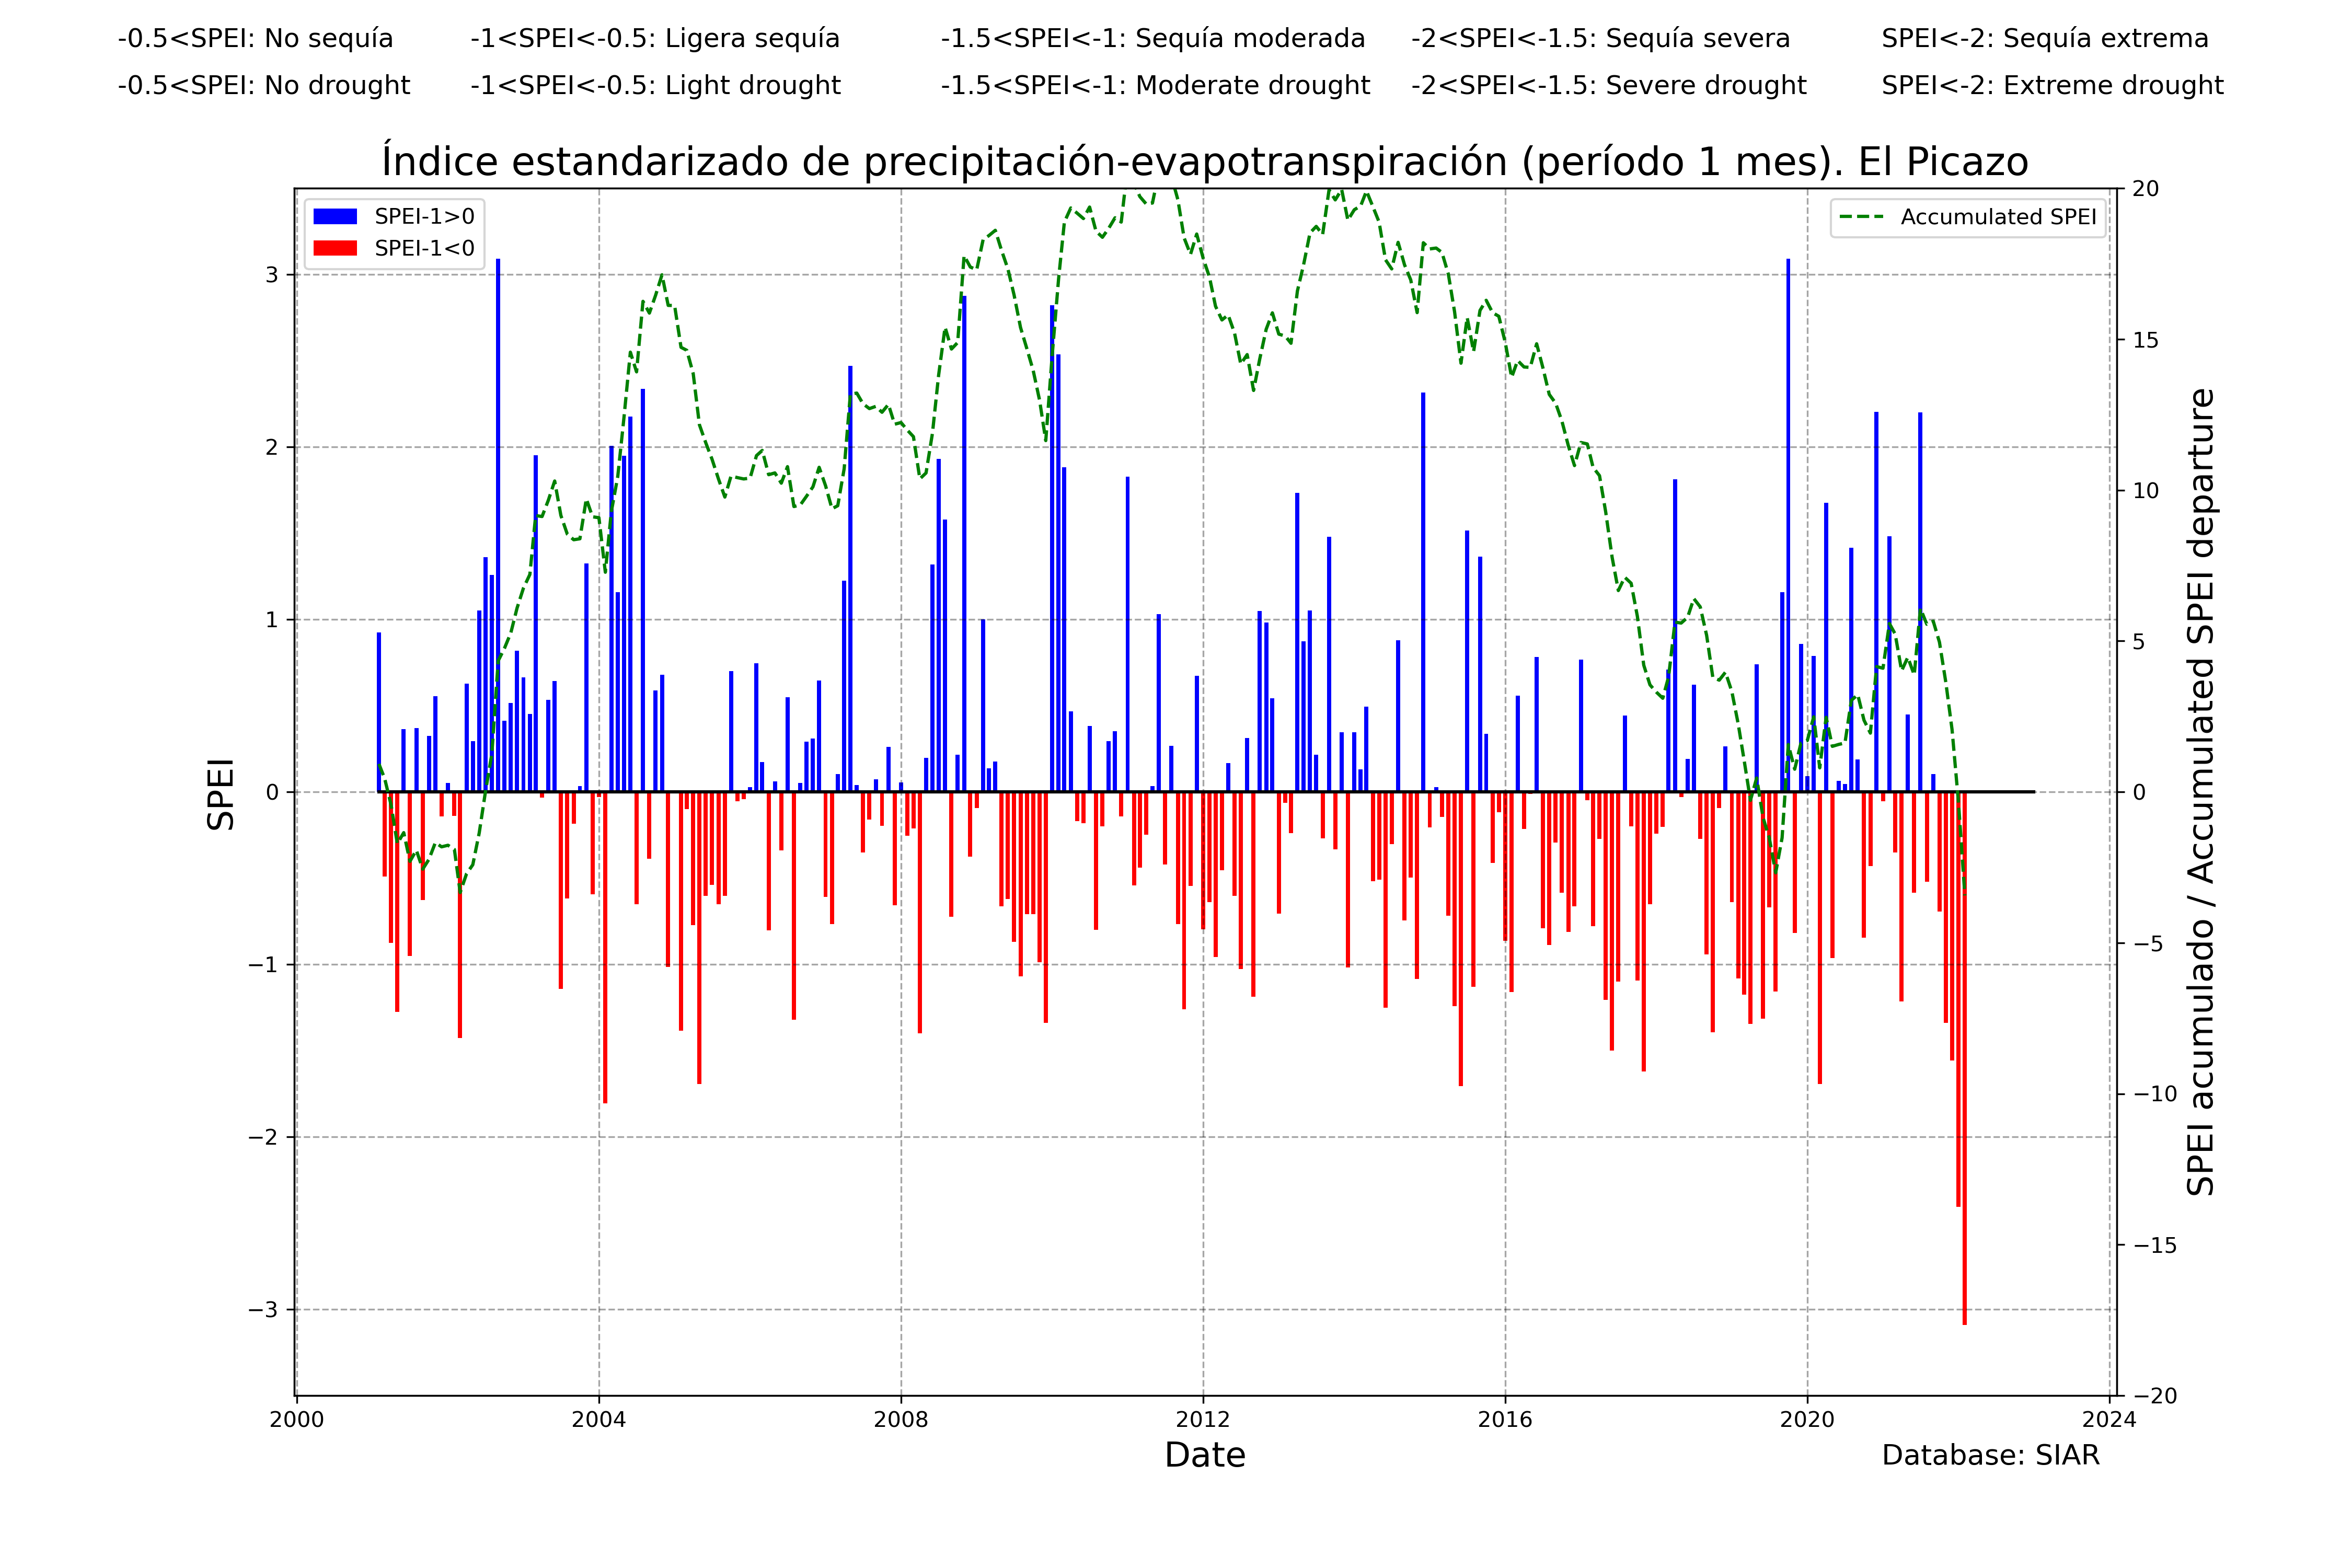 -0.5<SPEI: No sequía -1<SPEI<-0.5: Ligera sequía -1.5<SPEI<-1: Sequía moderada -2<SPEI<-1.5: Sequía severa SPEI<-2: Sequía extrema
-0.5<SPEI: No drought -1<SPEI<-0.5: Light drought -1.5<SPEI<-1: Moderate drought -2<SPEI<-1.5: Severe drought SPEI<-2: Extreme drought
Índice estandarizado de precipitación-evapotranspiración (período 1 mes). El Picazo
SPEI-1>0
SPEI-1<0
Accumulated SPEI
SPEI
3
2
1
0
−1
−2
−3
20
15
10
5
0
−5
−10
−15
−20
SPEI acumulado / Accumulated SPEI departure
2000 2004 2008 2012 2016 2020 2024
Date
Database: SIAR